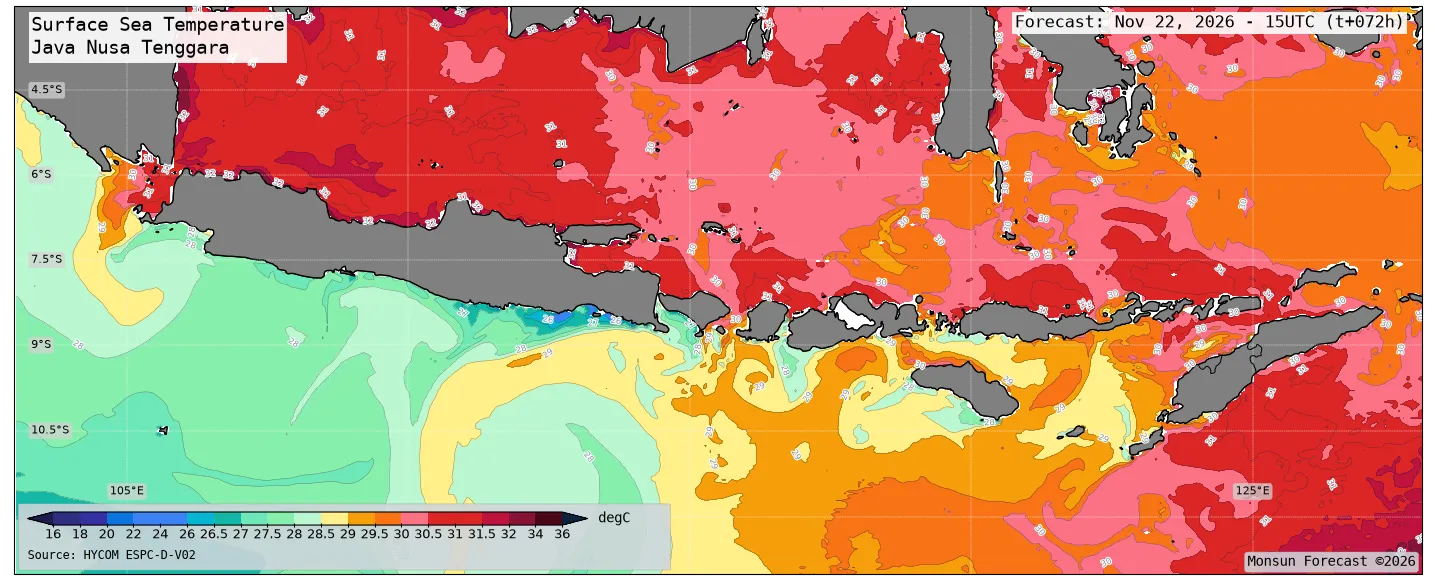 Surface Sea Temperature
Java Nusa Tenggara
Forecast: Nov 22, 2026 - 15UTC (t+072h)
4.5°S
6°S
7.5°S
9°S
10.5°S
105°E
125°E
16 18 20 22 24 26 26.5 27 27.5 28 28.5 29 29.5 30 30.5 31 31.5 32 34 36
degC
Source: HYCOM ESPC-D-V02
Monsun Forecast ©2026